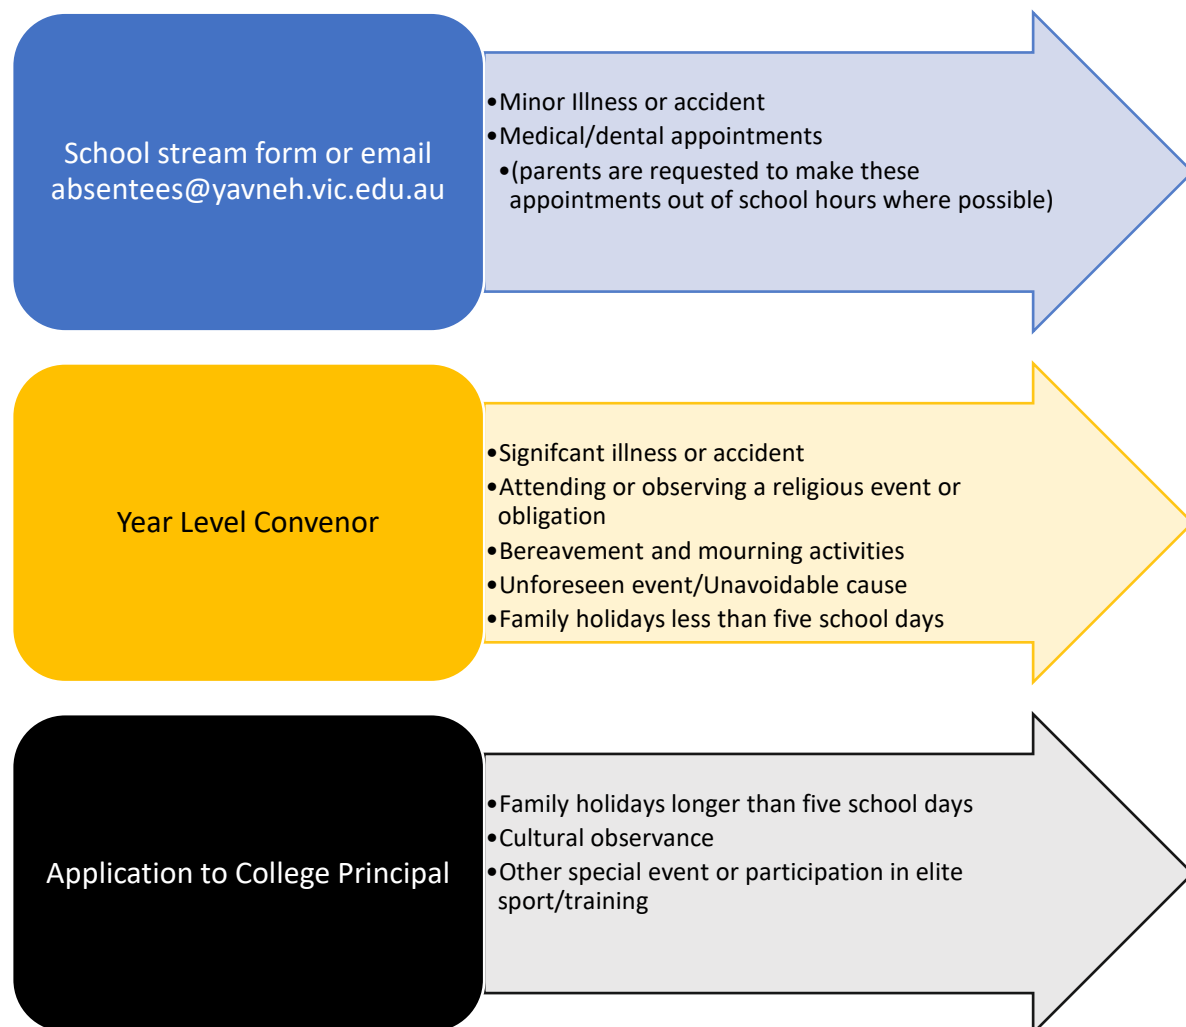 School stream form or email
absentees@yavneh.vic.edu.au
•Minor Illness or accident
•Medical/dental appointments
•(parents are requested to make these
appointments out of school hours where possible)
Year Level Convenor
•Signifcant illness or accident
•Attending or observing a religious event or
obligation
•Bereavement and mourning activities
•Unforeseen event/Unavoidable cause
•Family holidays less than five school days
Application to College Principal
•Family holidays longer than five school days
•Cultural observance
•Other special event or participation in elite
sport/training